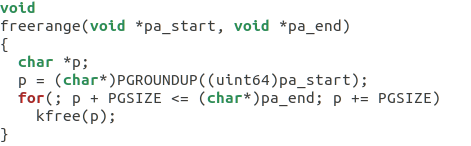 void
freerange(void *pa_start, void *pa_end)
{
  char *p;
  p = (char*)PGROUNDUP((uint64)pa_start);
  for(; p + PGSIZE <= (char*)pa_end; p += PGSIZE)
    kfree(p);
}